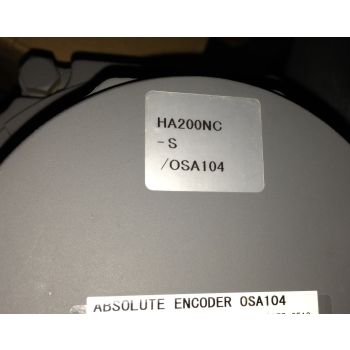 HA200NC
-S
/OSA104
ABSOLUTE ENCODER OSA104